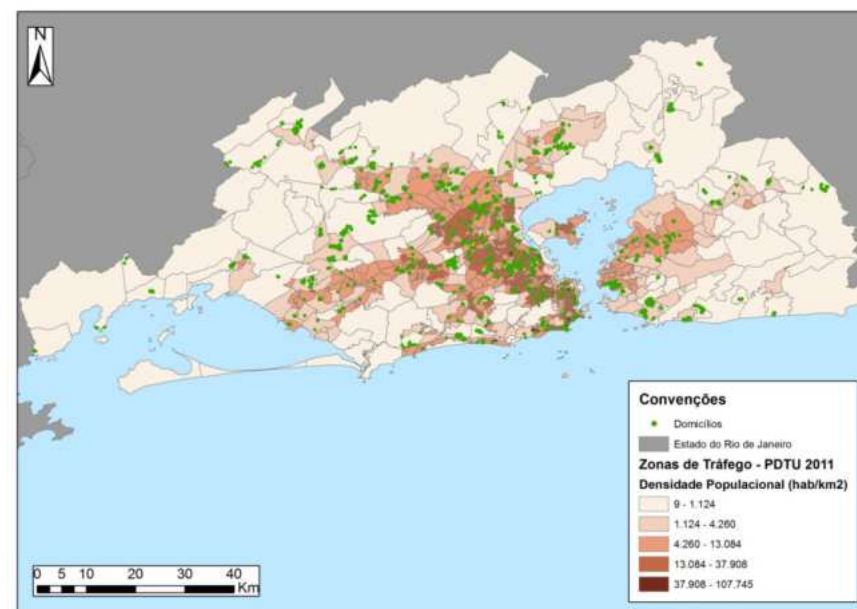 N
Convenções
Domicílios
Estado do Rio de Janeiro
Zonas de Tráfego - PDTU 2011
Densidade Populacional (hab/km2)
9 - 1.124
1.124 - 4.260
4.260 - 13.084
13.084 - 37.908
37.908 - 107.745
0 5 10 20 30 40
Km